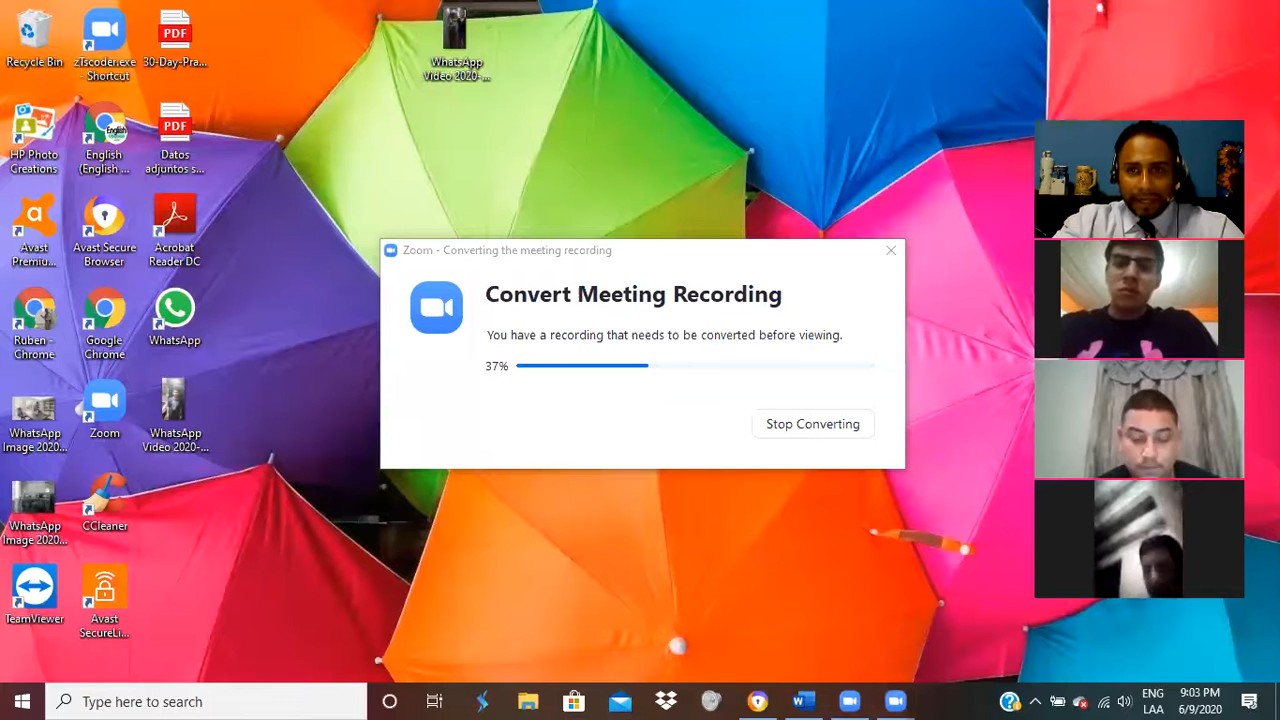 Recycle Bin
zTscoder.exe
- Shortcut
PDF
30-Day-Pra...
WhatsApp
Video 2020-...
HP Photo
Creations
English
English
(English ...
PDF
Datos
adjuntos s...
Avast
Premiu...
Avast Secure
Browser
Acrobat
Reader DC
Ruben -
Chrome
Google
Chrome
WhatsApp
WhatsApp
Image 2020...
Zoom
WhatsApp
Video 2020-...
WhatsApp
Image 2020...
CCleaner
TeamViewer
Avast
SecureLi...
Zoom - Converting the meeting recording
Convert Meeting Recording
You have a recording that needs to be converted before viewing.
37%
Stop Converting
Type here to search
ENG
LAA
9:03 PM
6/9/2020